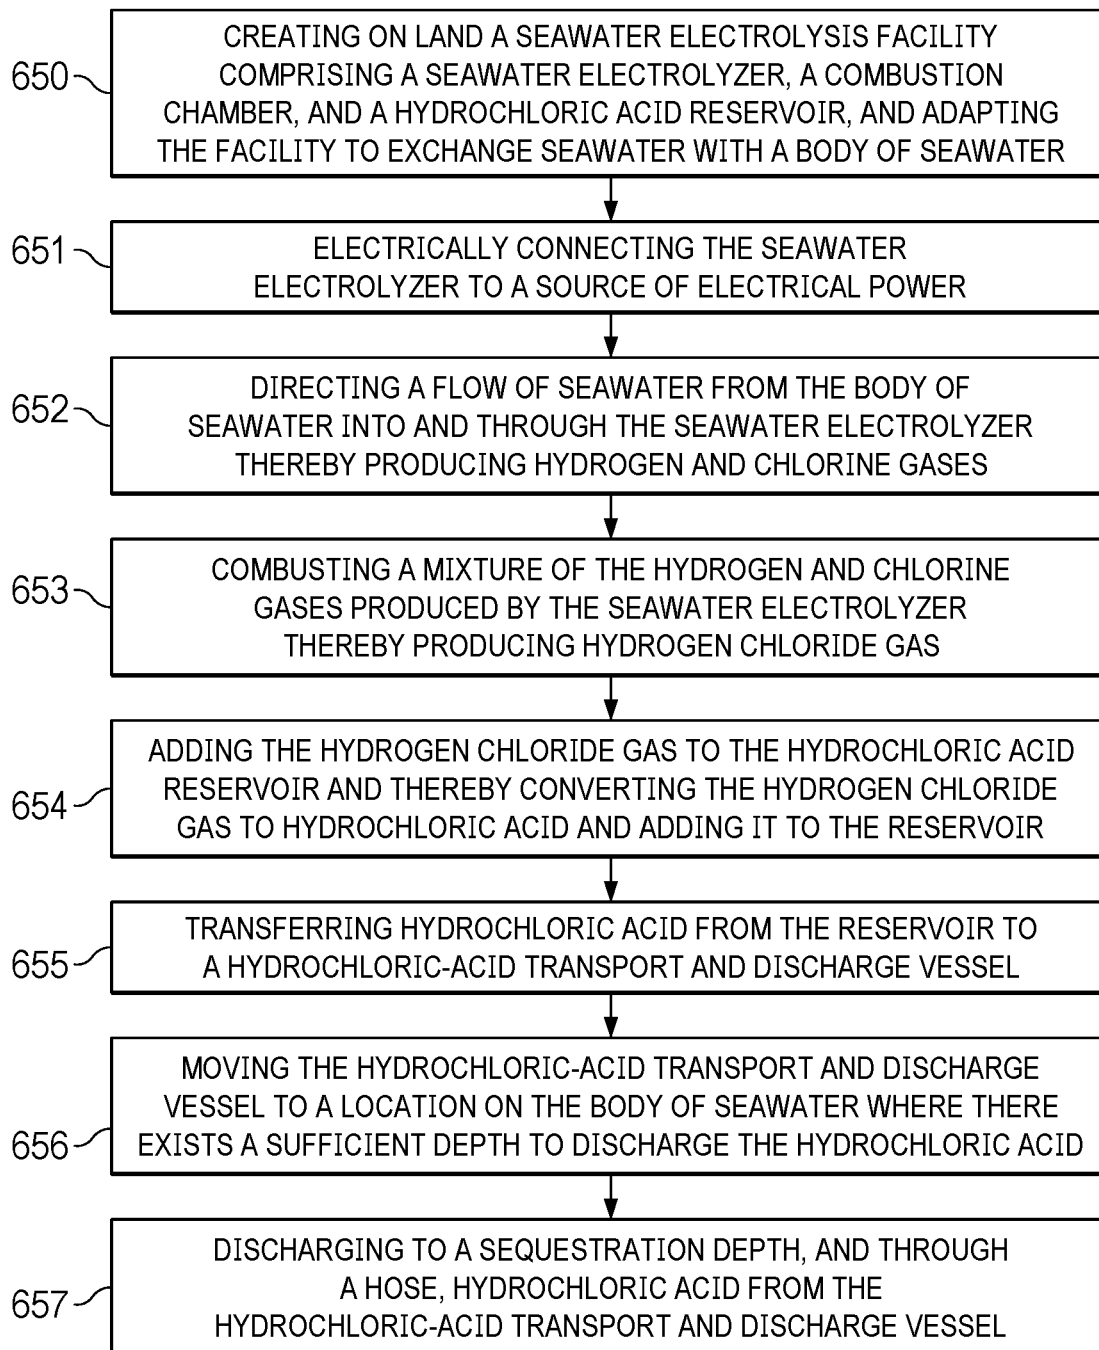 650
CREATING ON LAND A SEAWATER ELECTROLYSIS FACILITY
COMPRISING A SEAWATER ELECTROLYZER, A COMBUSTION
CHAMBER, AND A HYDROCHLORIC ACID RESERVOIR, AND ADAPTING
THE FACILITY TO EXCHANGE SEAWATER WITH A BODY OF SEAWATER
651
ELECTRICALLY CONNECTING THE SEAWATER
ELECTROLYZER TO A SOURCE OF ELECTRICAL POWER
652
DIRECTING A FLOW OF SEAWATER FROM THE BODY OF
SEAWATER INTO AND THROUGH THE SEAWATER ELECTROLYZER
THEREBY PRODUCING HYDROGEN AND CHLORINE GASES
653
COMBUSTING A MIXTURE OF THE HYDROGEN AND CHLORINE
GASES PRODUCED BY THE SEAWATER ELECTROLYZER
THEREBY PRODUCING HYDROGEN CHLORIDE GAS
654
ADDING THE HYDROGEN CHLORIDE GAS TO THE HYDROCHLORIC ACID
RESERVOIR AND THEREBY CONVERTING THE HYDROGEN CHLORIDE
GAS TO HYDROCHLORIC ACID AND ADDING IT TO THE RESERVOIR
655
TRANSFERRING HYDROCHLORIC ACID FROM THE RESERVOIR TO
A HYDROCHLORIC-ACID TRANSPORT AND DISCHARGE VESSEL
656
MOVING THE HYDROCHLORIC-ACID TRANSPORT AND DISCHARGE
VESSEL TO A LOCATION ON THE BODY OF SEAWATER WHERE THERE
EXISTS A SUFFICIENT DEPTH TO DISCHARGE THE HYDROCHLORIC ACID
657
DISCHARGING TO A SEQUESTRATION DEPTH, AND THROUGH
A HOSE, HYDROCHLORIC ACID FROM THE
HYDROCHLORIC-ACID TRANSPORT AND DISCHARGE VESSEL